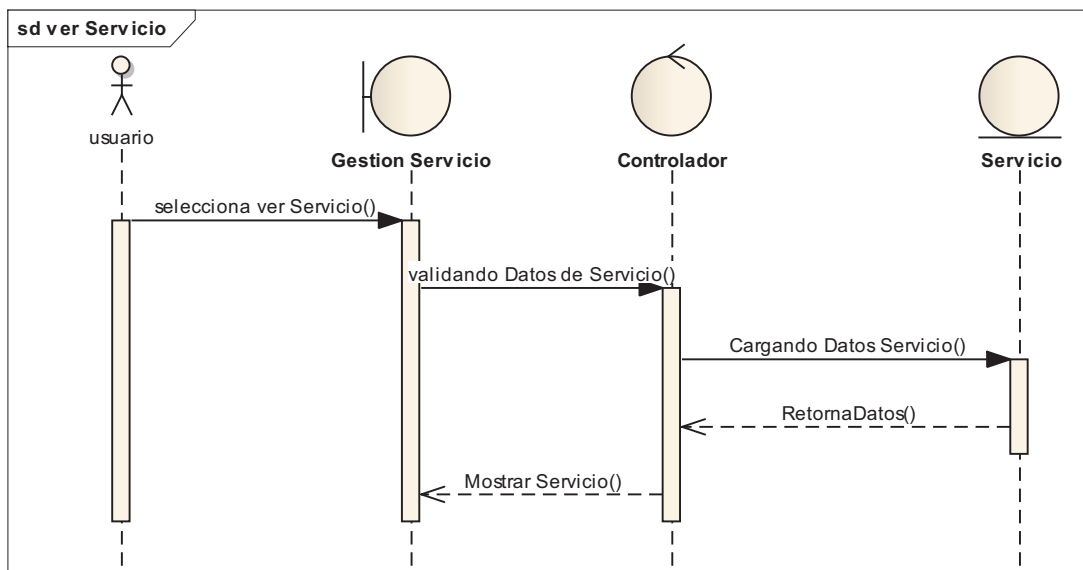 sd ver Servicio
usuario
Gestion Servicio
Controlador
Servicio
selecciona ver Servicio()
validando Datos de Servicio()
Cargando Datos Servicio()
RetornaDatos()
Mostrar Servicio()